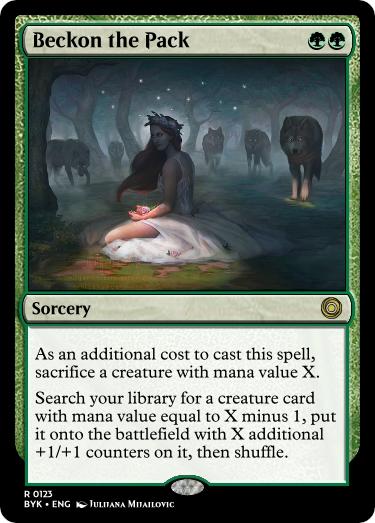 Beckon the Pack
Sorcery
As an additional cost to cast this spell,
sacrifice a creature with mana value X.
Search your library for a creature card
with mana value equal to X minus 1, put
it onto the battlefield with X additional
+1/+1 counters on it, then shuffle.
R 0123
BYK • ENG Julijana Mijailovic